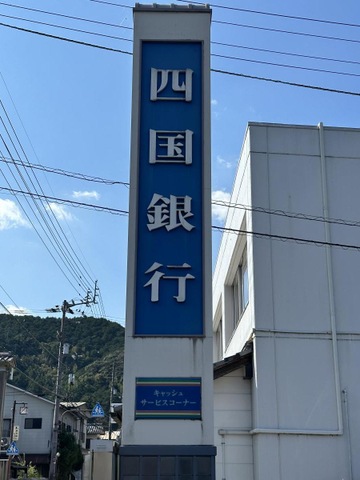 四国銀行
キャッシュ
サービスコーナー